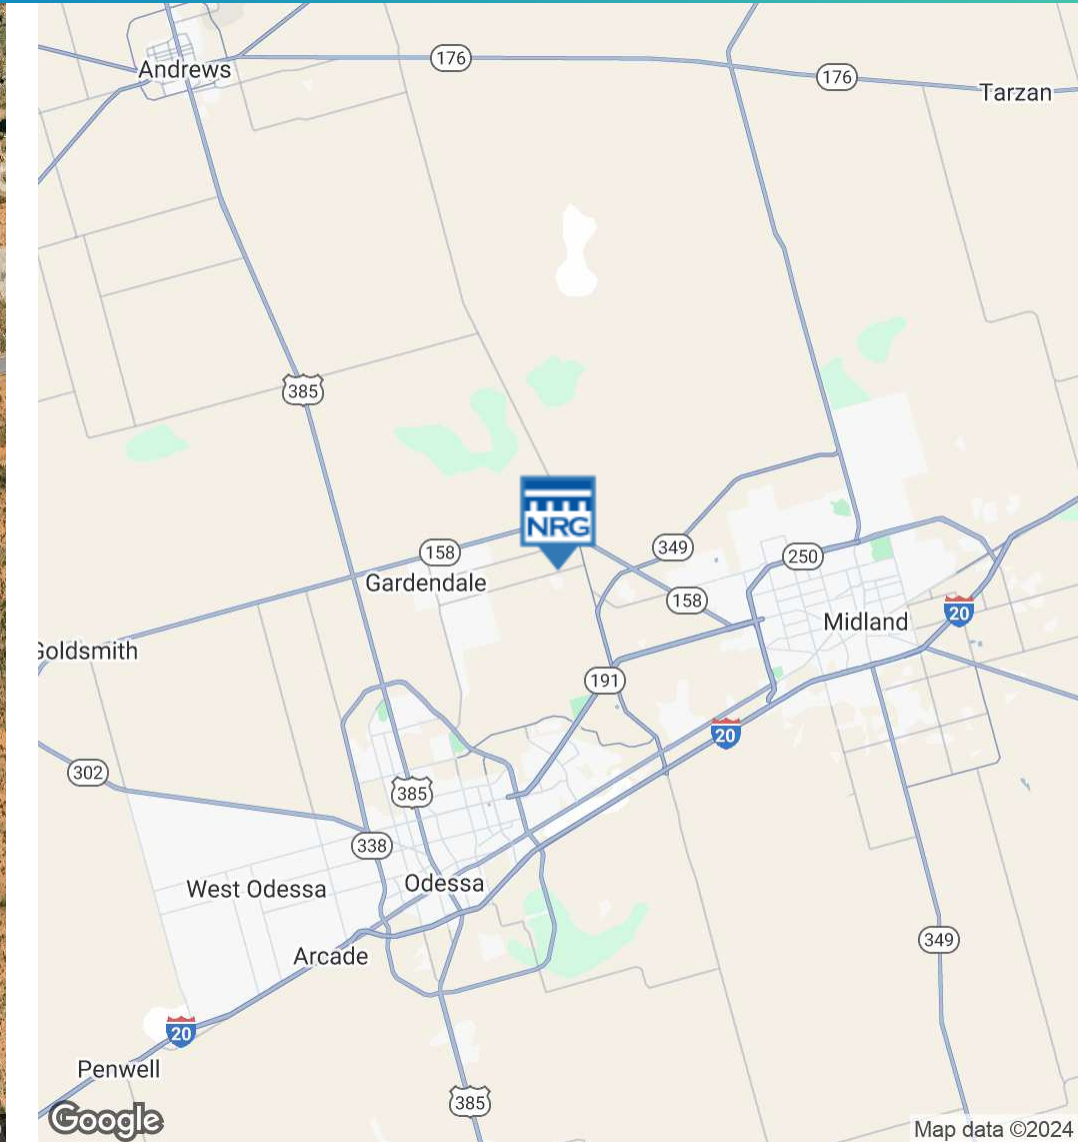 176
Andrews
176
Tarzan
385
NRG
349
158
250
Gardendale
158
20
Midland
Goldsmith
191
20
302
385
338
Odessa
West Odessa
349
Arcade
20
Penwell
385
Google
Map data ©2024